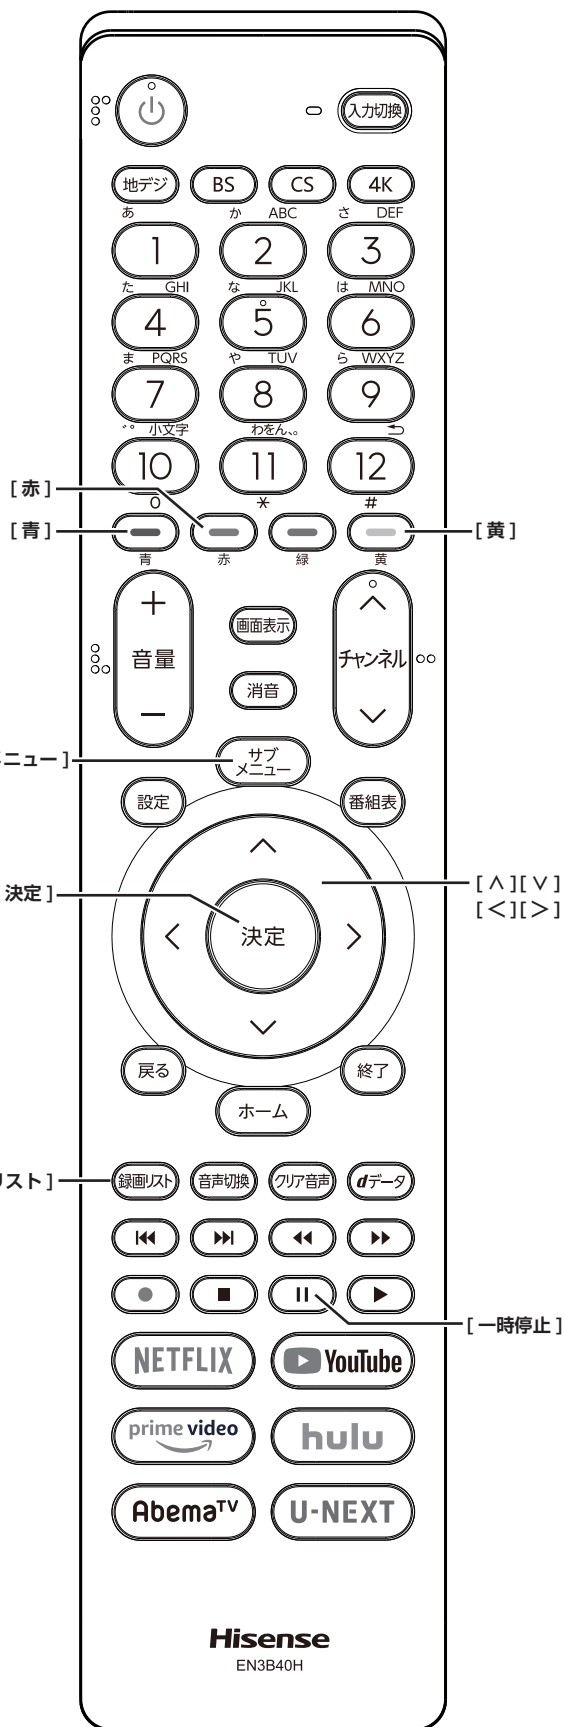 入力切換
地デジ BS CS 4K
あ か ABC さ DEF
1 2 3
た GHI な JKL は MNO
4 5 6
ま PQRS や TUV ら WXYZ
7 8 9
゛゜ 小文字 わをん、。
10 11 12
[ 赤 ]
0 * #
[ 青 ] [ 黄 ]
青 赤 緑 黄
+
画面表示
音量 チャンネル
消音
−
ニュー ]
サブ
メニュー
設定 番組表
[ ∧ ][ ∨ ]
決定 ]
[ < ][ > ]
決定
戻る 終了
ホーム
リスト ]
録画リスト 音声切換 クリア音声 dデータ
[ 一時停止 ]
NETFLIX YouTube
prime video hulu
AbemaTV U-NEXT
Hisense
EN3B40H